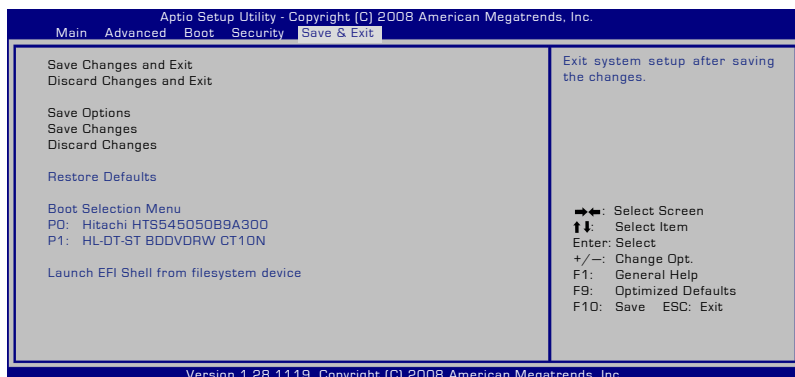 Aptio Setup Utility - Copyright (C) 2008 American Megatrends, Inc.
Main Advanced Boot Security Save & Exit
Save Changes and Exit
Discard Changes and Exit
Save Options
Save Changes
Discard Changes
Restore Defaults
Boot Selection Menu
P0: Hitachi HTS545050B9A300
P1: HL-DT-ST BDDVDRW CT10N
Launch EFI Shell from filesystem device
Exit system setup after saving
the changes.
→←: Select Screen
↑↓: Select Item
Enter: Select
+/—: Change Opt.
F1: General Help
F9: Optimized Defaults
F10: Save ESC: Exit
Version 1.28.1119. Copyright (C) 2008 American Megatrends, Inc.